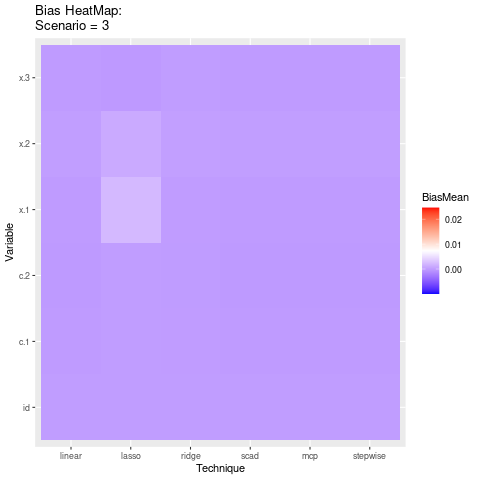 Bias HeatMap:
Scenario = 3
x.3
x.2
x.1
c.2
c.1
id
Variable
linear lasso ridge scad mcp stepwise
Technique
BiasMean
0.02
0.01
0.00